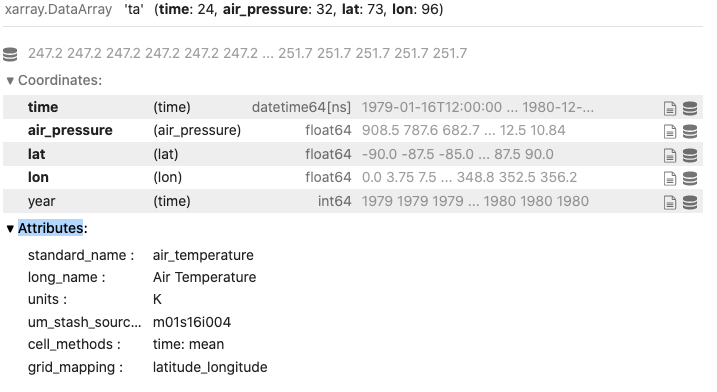 xarray.DataArray 'ta' (time: 24, air_pressure: 32, lat: 73, lon: 96)
247.2 247.2 247.2 247.2 247.2 247.2 ... 251.7 251.7 251.7 251.7 251.7
▼ Coordinates:
time (time) datetime64[ns] 1979-01-16T12:00:00 ... 1980-12-...
air_pressure (air_pressure) float64 908.5 787.6 682.7 ... 12.5 10.84
lat (lat) float64 -90.0 -87.5 -85.0 ... 87.5 90.0
lon (lon) float64 0.0 3.75 7.5 ... 348.8 352.5 356.2
year (time) int64 1979 1979 1979 ... 1980 1980 1980
▼ Attributes:
standard_name : air_temperature
long_name : Air Temperature
units : K
um_stash_sourc... m01s16i004
cell_methods : time: mean
grid_mapping : latitude_longitude